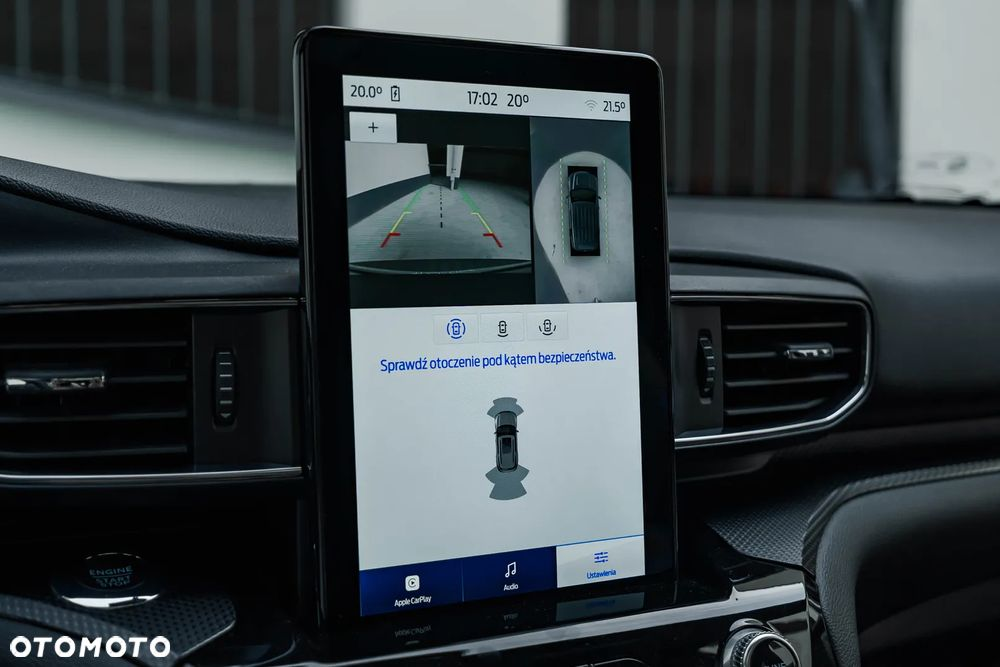 20.0° 17:02 20° 21.5°
+
Sprawdź otoczenie pod kątem bezpieczeństwa.
Apple CarPlay Audio Ustawienia
ENGINE
START
STOP
OTOMOTO